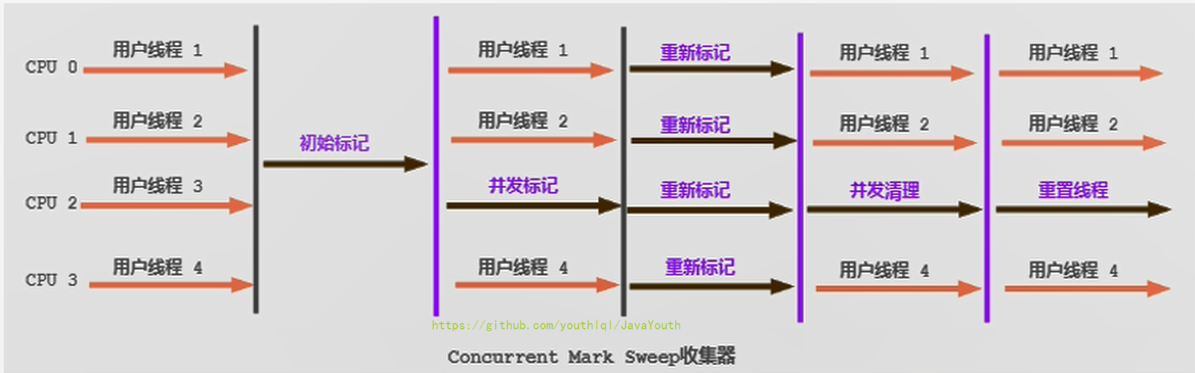 CPU 0 用户线程 1 用户线程 1 重新标记 用户线程 1 用户线程 1
CPU 1 用户线程 2 初始标记 用户线程 2 重新标记 用户线程 2 用户线程 2
CPU 2 用户线程 3 并发标记 重新标记 并发清理 重置线程
CPU 3 用户线程 4 用户线程 4 重新标记 用户线程 4 用户线程 4
https://github.com/youthlql/JavaYouth
Concurrent Mark Sweep收集器